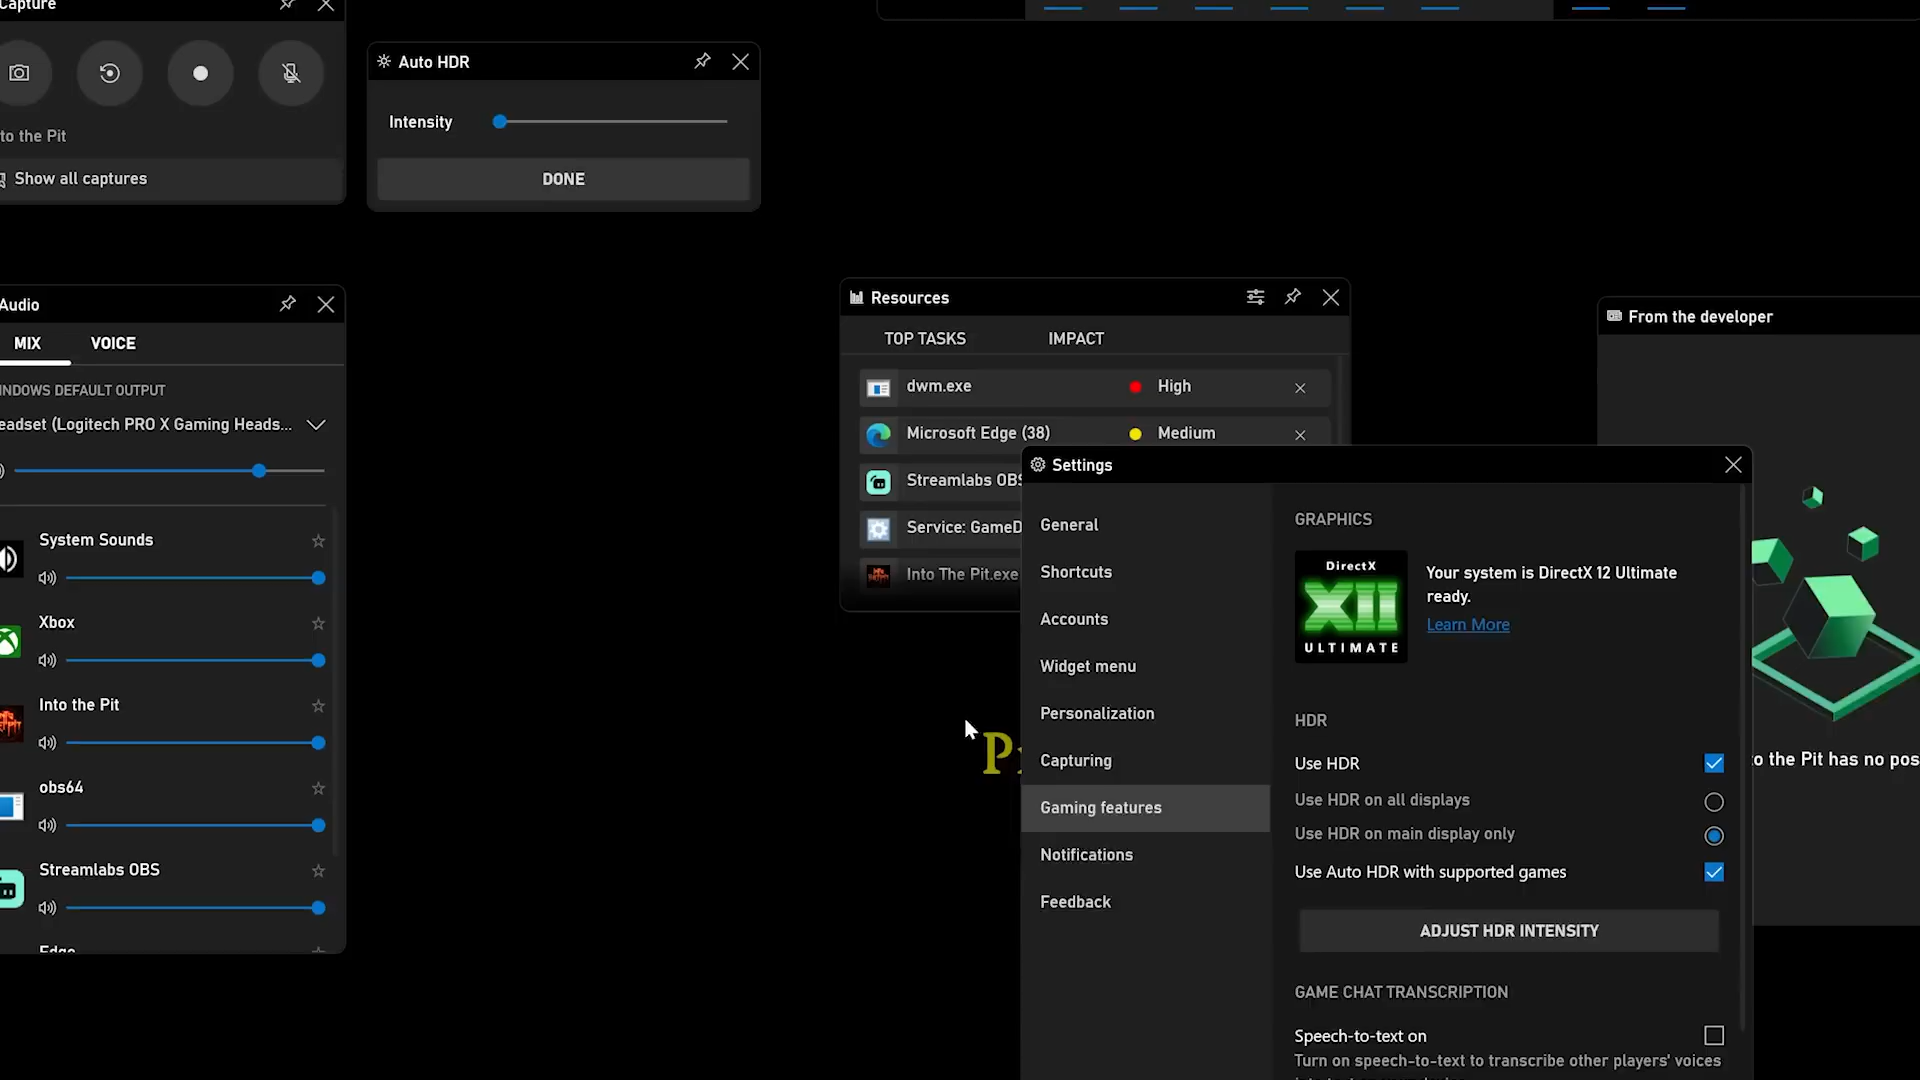 Capture
to the Pit
Show all captures
Auto HDR
Intensity
DONE
Audio
MIX VOICE
INDOWS DEFAULT OUTPUT
eadset (Logitech PRO X Gaming Heads...
System Sounds
Xbox
Into the Pit
obs64
Streamlabs OBS
Edge
Resources
TOP TASKS IMPACT
dwm.exe High
Microsoft Edge (38) Medium
Streamlabs OBS
Service: GameD
Into The Pit.exe
Pr
Settings
General
Shortcuts
Accounts
Widget menu
Personalization
Capturing
Gaming features
Notifications
Feedback
GRAPHICS
DirectX
XII
ULTIMATE
Your system is DirectX 12 Ultimate
ready.
Learn More
HDR
Use HDR
Use HDR on all displays
Use HDR on main display only
Use Auto HDR with supported games
ADJUST HDR INTENSITY
GAME CHAT TRANSCRIPTION
Speech-to-text on
Turn on speech-to-text to transcribe other players' voices
From the developer
to the Pit has no pos